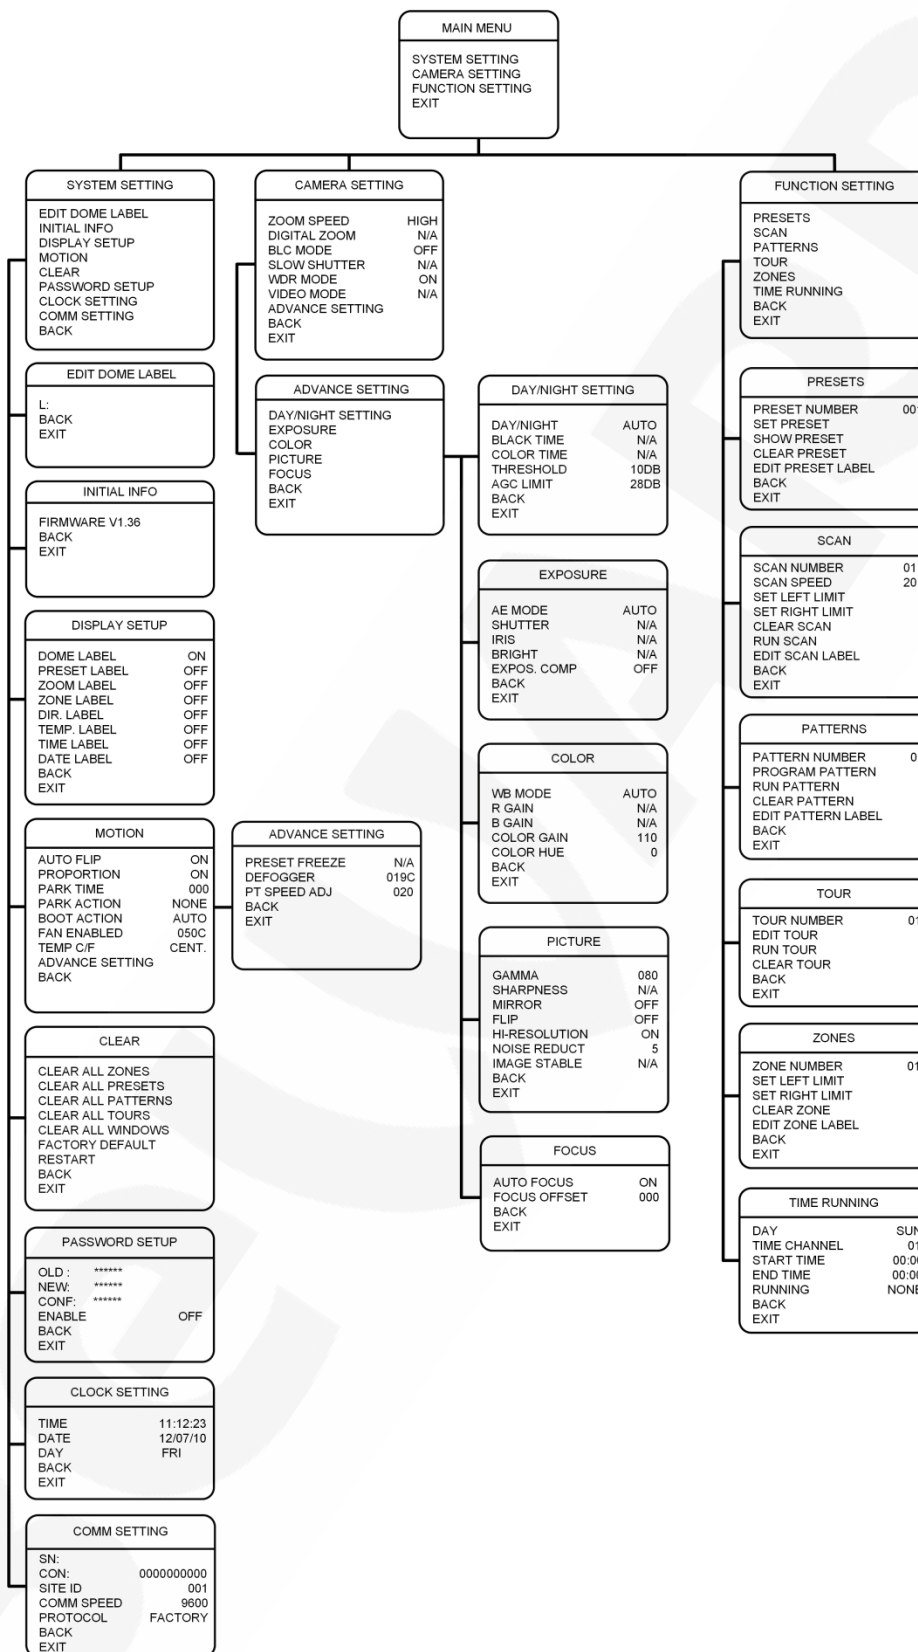 MAIN MENU
SYSTEM SETTING
CAMERA SETTING
FUNCTION SETTING
EXIT
SYSTEM SETTING
EDIT DOME LABEL
INITIAL INFO
DISPLAY SETUP
MOTION
CLEAR
PASSWORD SETUP
CLOCK SETTING
COMM SETTING
BACK
EDIT DOME LABEL
L:
BACK
EXIT
INITIAL INFO
FIRMWARE V1.36
BACK
EXIT
DISPLAY SETUP
DOME LABEL ON
PRESET LABEL OFF
ZOOM LABEL OFF
ZONE LABEL OFF
DIR. LABEL OFF
TEMP. LABEL OFF
TIME LABEL OFF
DATE LABEL OFF
BACK
EXIT
MOTION
AUTO FLIP ON
PROPORTION ON
PARK TIME 000
PARK ACTION NONE
BOOT ACTION AUTO
FAN ENABLED 050C
TEMP C/F CENT.
ADVANCE SETTING
BACK
ADVANCE SETTING
PRESET FREEZE N/A
DEFOGGER 019C
PT SPEED ADJ 020
BACK
EXIT
CLEAR
CLEAR ALL ZONES
CLEAR ALL PRESETS
CLEAR ALL PATTERNS
CLEAR ALL TOURS
CLEAR ALL WINDOWS
FACTORY DEFAULT
RESTART
BACK
EXIT
PASSWORD SETUP
OLD : ******
NEW: ******
CONF: ******
ENABLE OFF
BACK
EXIT
CLOCK SETTING
TIME 11:12:23
DATE 12/07/10
DAY FRI
BACK
EXIT
COMM SETTING
SN:
CON: 0000000000
SITE ID 001
COMM SPEED 9600
PROTOCOL FACTORY
BACK
EXIT
CAMERA SETTING
ZOOM SPEED HIGH
DIGITAL ZOOM N/A
BLC MODE OFF
SLOW SHUTTER N/A
WDR MODE ON
VIDEO MODE N/A
ADVANCE SETTING
BACK
EXIT
ADVANCE SETTING
DAY/NIGHT SETTING
EXPOSURE
COLOR
PICTURE
FOCUS
BACK
EXIT
DAY/NIGHT SETTING
DAY/NIGHT AUTO
BLACK TIME N/A
COLOR TIME N/A
THRESHOLD 10DB
AGC LIMIT 28DB
BACK
EXIT
EXPOSURE
AE MODE AUTO
SHUTTER N/A
IRIS N/A
BRIGHT N/A
EXPOS. COMP OFF
BACK
EXIT
COLOR
WB MODE AUTO
R GAIN N/A
B GAIN N/A
COLOR GAIN 110
COLOR HUE 0
BACK
EXIT
PICTURE
GAMMA 080
SHARPNESS N/A
MIRROR OFF
FLIP OFF
HI-RESOLUTION ON
NOISE REDUCT 5
IMAGE STABLE N/A
BACK
EXIT
FOCUS
AUTO FOCUS ON
FOCUS OFFSET 000
BACK
EXIT
FUNCTION SETTING
PRESETS
SCAN
PATTERNS
TOUR
ZONES
TIME RUNNING
BACK
EXIT
PRESETS
PRESET NUMBER 001
SET PRESET
SHOW PRESET
CLEAR PRESET
EDIT PRESET LABEL
BACK
EXIT
SCAN
SCAN NUMBER 01
SCAN SPEED 20
SET LEFT LIMIT
SET RIGHT LIMIT
CLEAR SCAN
RUN SCAN
EDIT SCAN LABEL
BACK
EXIT
PATTERNS
PATTERN NUMBER
PROGRAM PATTERN
RUN PATTERN
CLEAR PATTERN
EDIT PATTERN LABEL
BACK
EXIT
TOUR
TOUR NUMBER 01
EDIT TOUR
RUN TOUR
CLEAR TOUR
BACK
EXIT
ZONES
ZONE NUMBER 01
SET LEFT LIMIT
SET RIGHT LIMIT
CLEAR ZONE
EDIT ZONE LABEL
BACK
EXIT
TIME RUNNING
DAY SUN
TIME CHANNEL 01
START TIME 00:00
END TIME 00:00
RUNNING NONE
BACK
EXIT